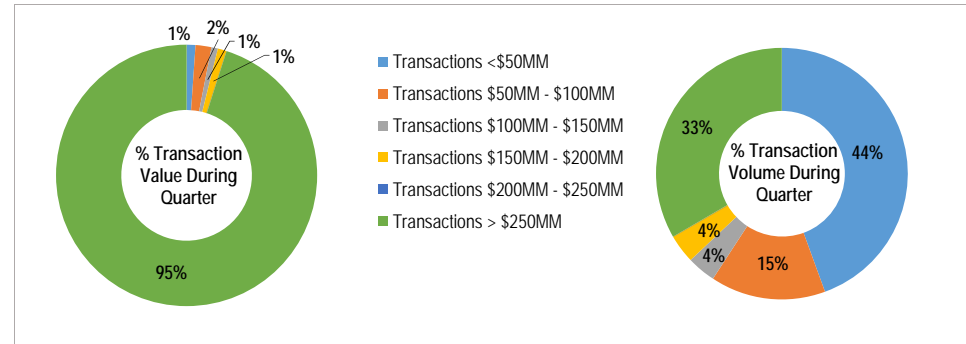 1%
2%
1%
1%
% Transaction
Value During
Quarter
95%
Transactions <$50MM
Transactions $50MM - $100MM
Transactions $100MM - $150MM
Transactions $150MM - $200MM
Transactions $200MM - $250MM
Transactions > $250MM
33%
44%
% Transaction
Volume During
Quarter
4%
4%
15%